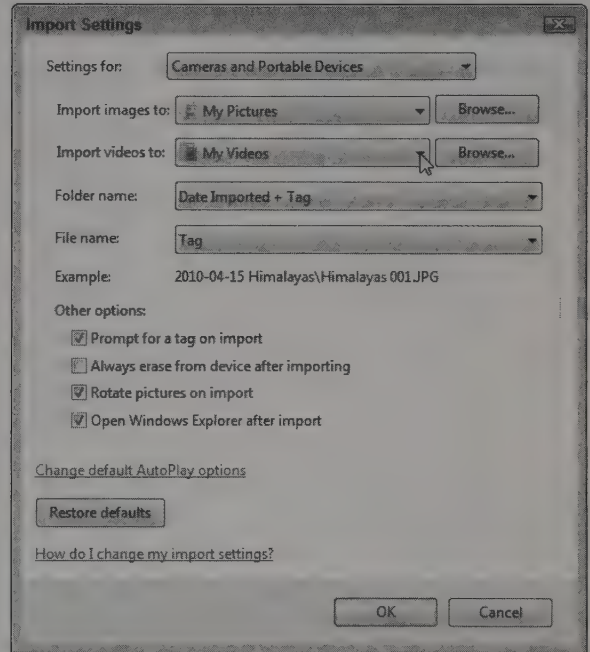 Import Settings
Settings for: Cameras and Portable Devices
Import images to: My Pictures Browse...
Import videos to: My Videos Browse...
Folder name: Date Imported + Tag
File name: Tag
Example: 2010-04-15 Himalayas\Himalayas 001.JPG
Other options:
Prompt for a tag on import
Always erase from device after importing
Rotate pictures on import
Open Windows Explorer after import
Change default AutoPlay options
Restore defaults
How do I change my import settings?
OK Cancel